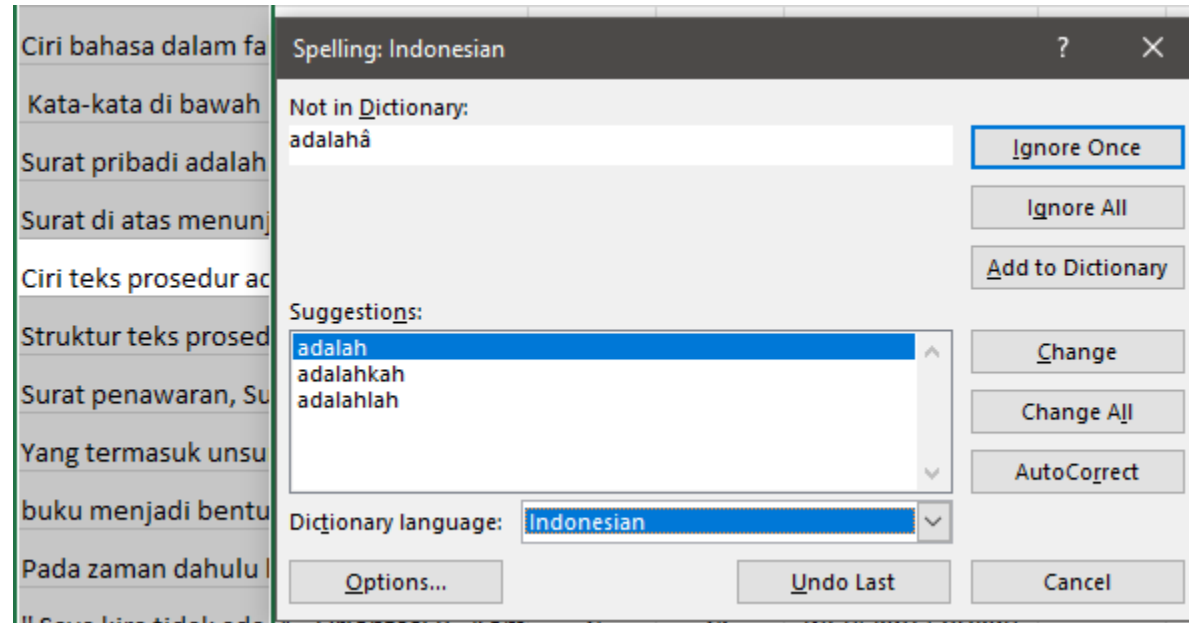 Ciri bahasa dalam fa
Kata-kata di bawah
Surat pribadi adalah
Surat di atas menunj
Ciri teks prosedur ad
Struktur teks prosed
Surat penawaran, Su
Yang termasuk unsu
buku menjadi bentu
Pada zaman dahulu
Spelling: Indonesian
?
Not in Dictionary:
adalahâ
Ignore Once
Ignore All
Add to Dictionary
Suggestions:
adalah
adalahkah
adalahlah
Change
Change All
AutoCorrect
Dictionary language:
Indonesian
Options...
Undo Last
Cancel